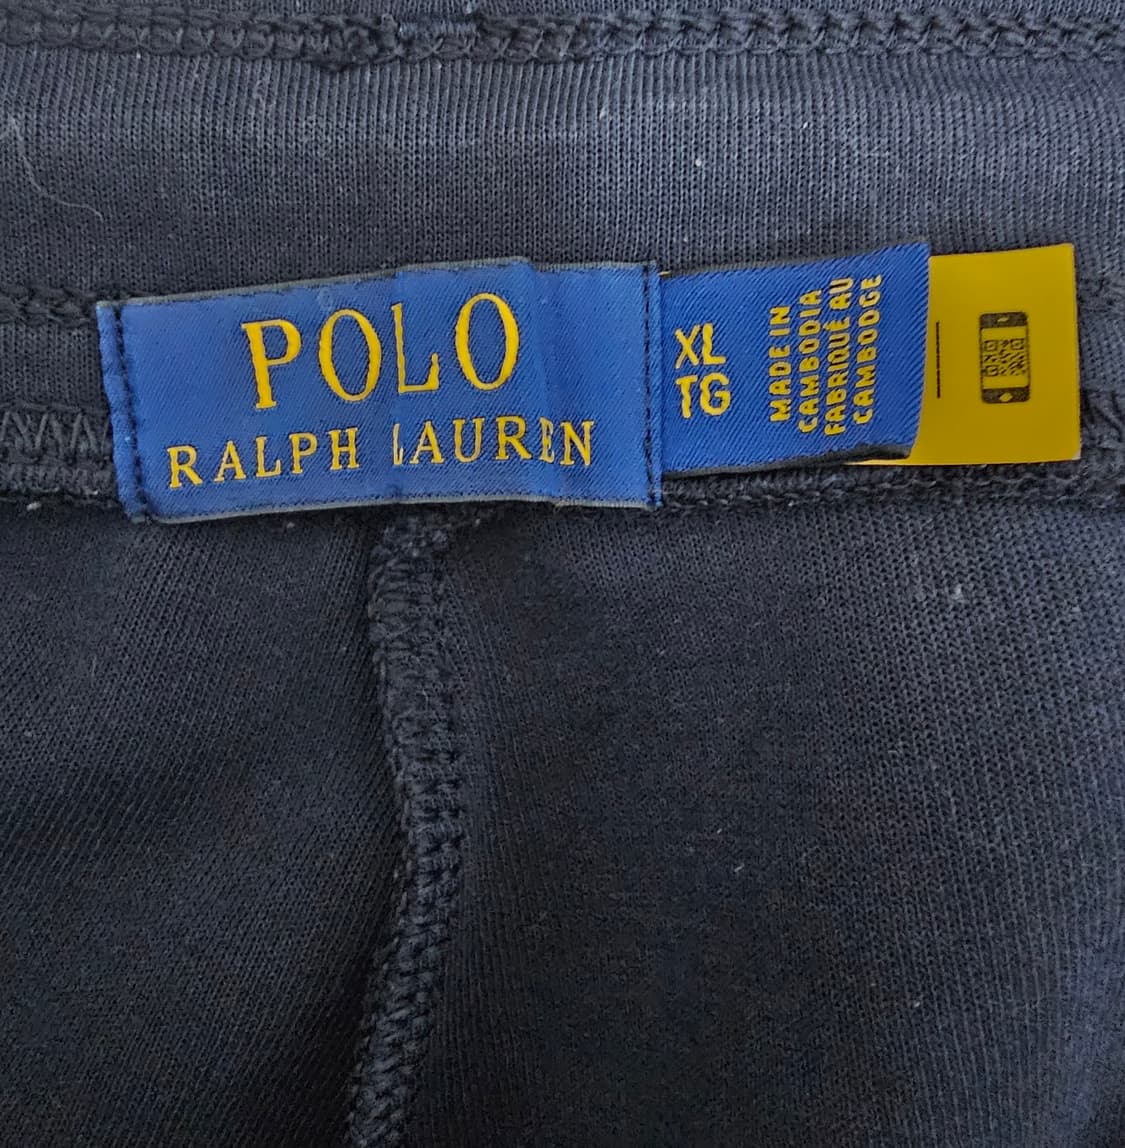 POLO
RALPH LAUREN
XL
TG
MADE IN
CAMBODIA
FABRIQUÉ AU
CAMBODGE